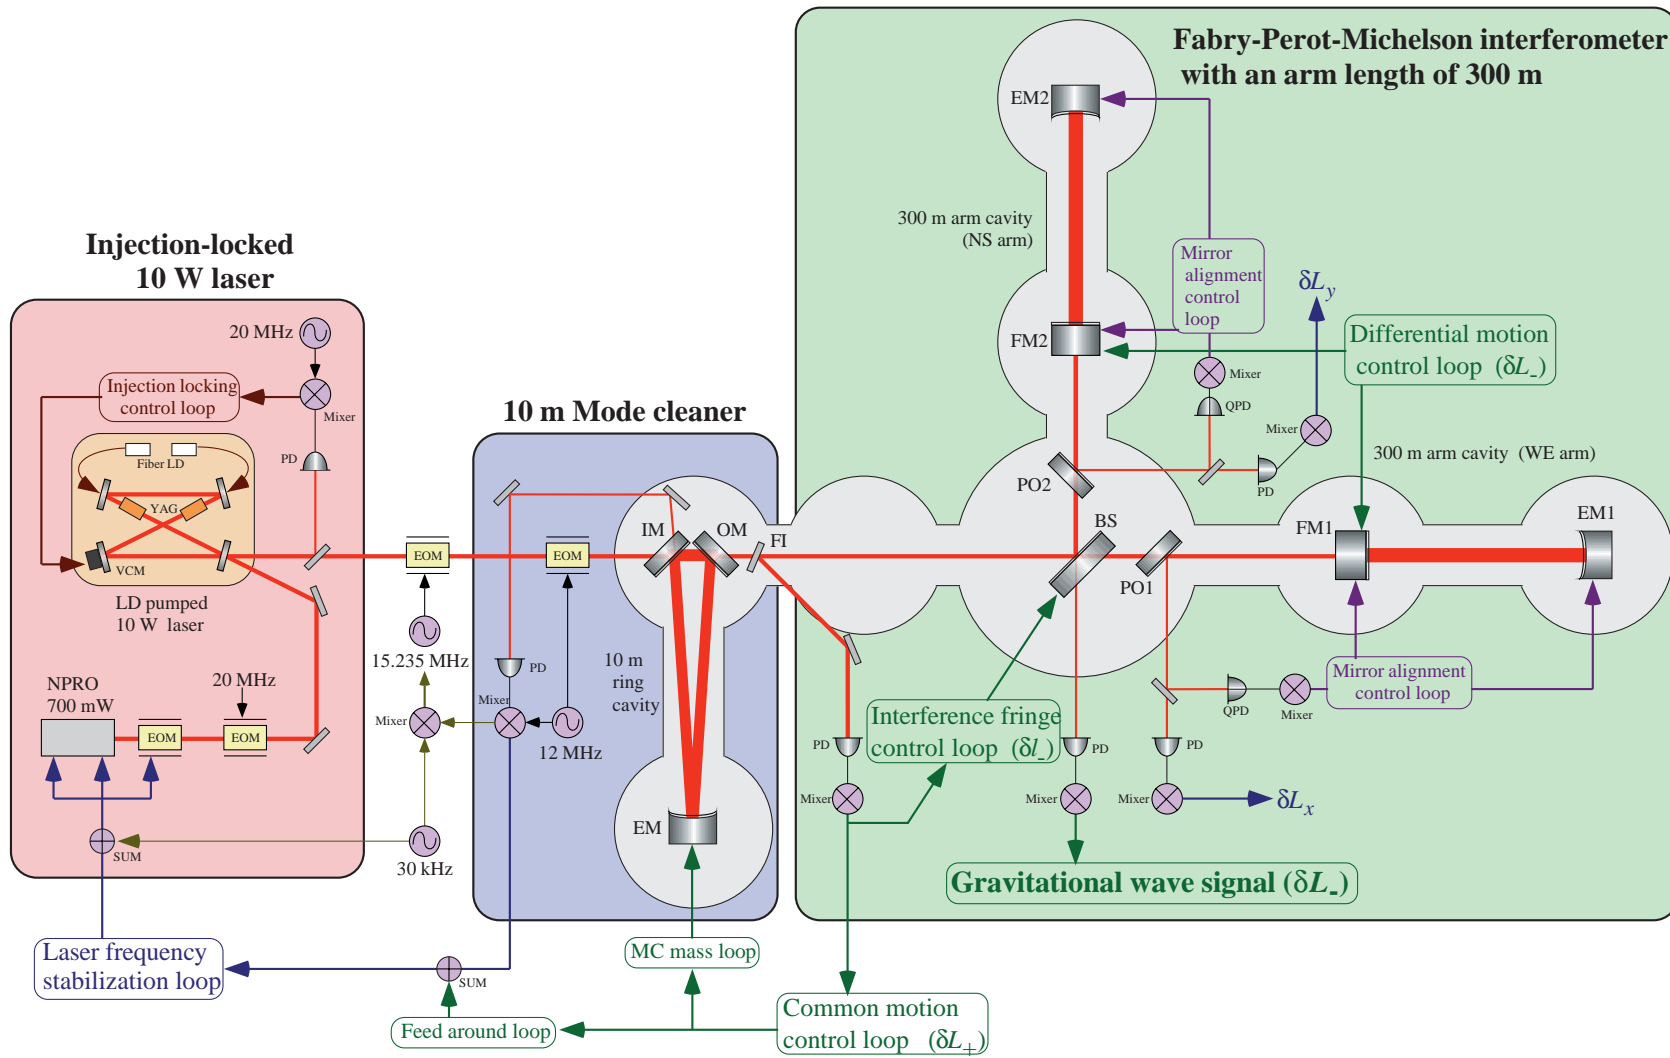 Fabry-Perot-Michelson interferometer
with an arm length of 300 m
EM2
300 m arm cavity
(NS arm)
Mirror
alignment
control
loop
δL_y
FM2
Differential motion
control loop (δL_-)
Mixer
QPD
Mixer
PD
300 m arm cavity (WE arm)
PO2
BS
PO1
FM1
EM1
Injection-locked
10 W laser
20 MHz
Injection locking
control loop
Mixer
Fiber LD
PD
YAG
VCM
LD pumped
10 W laser
NPRO
700 mW
20 MHz
EOM
EOM
SUM
10 m Mode cleaner
IM
OM
FI
EOM
EOM
15.235 MHz
PD
Mixer
Mixer
12 MHz
10 m
ring
cavity
EM
30 kHz
Interference fringe
control loop (δl_-)
PD
Mixer
PD
Mixer
PD
Mixer
δL_x
QPD
Mixer
Mirror alignment
control loop
Gravitational wave signal (δL_-)
Laser frequency
stabilization loop
SUM
MC mass loop
Feed around loop
Common motion
control loop (δL_+)